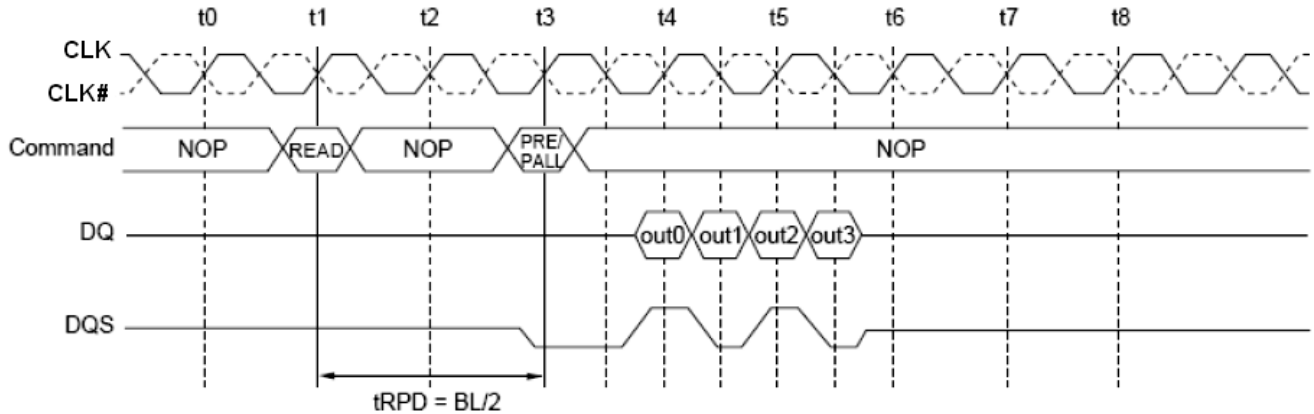 t0 t1 t2 t3 t4 t5 t6 t7 t8
CLK
CLK#
Command NOP READ NOP PRE/ PALL NOP
DQ out0 out1 out2 out3
DQS
tRPD = BL/2